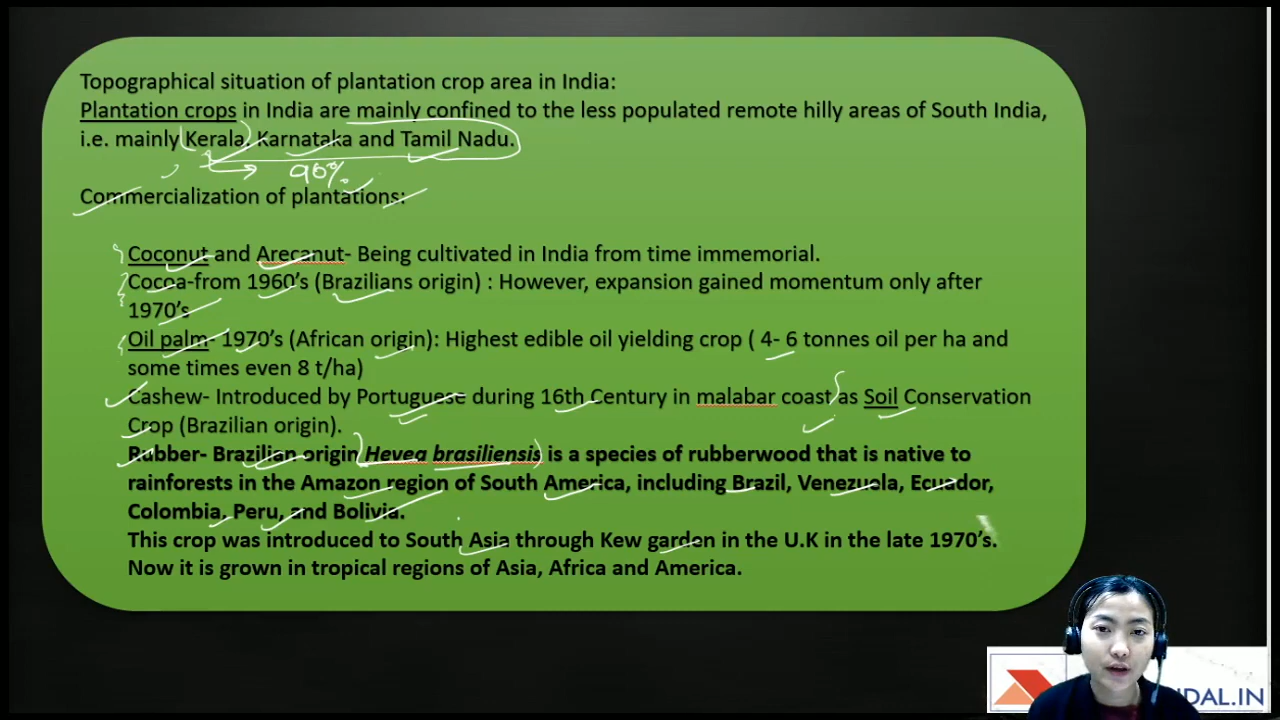 Topographical situation of plantation crop area in India:
Plantation crops in India are mainly confined to the less populated remote hilly areas of South India,
i.e. mainly Kerala, Karnataka and Tamil Nadu.
90%
Commercialization of plantations:
Coconut and Arecanut- Being cultivated in India from time immemorial.
Cocoa-from 1960's (Brazilians origin) : However, expansion gained momentum only after
1970's
Oil palm- 1970's (African origin): Highest edible oil yielding crop ( 4- 6 tonnes oil per ha and
some times even 8 t/ha)
Cashew- Introduced by Portuguese during 16th Century in malabar coast as Soil Conservation
Crop (Brazilian origin).
Rubber- Brazilian origin Hevea brasiliensis is a species of rubberwood that is native to
rainforests in the Amazon region of South America, including Brazil, Venezuela, Ecuador,
Colombia, Peru, and Bolivia.
This crop was introduced to South Asia through Kew garden in the U.K in the late 1970's.
Now it is grown in tropical regions of Asia, Africa and America.
DAL.IN